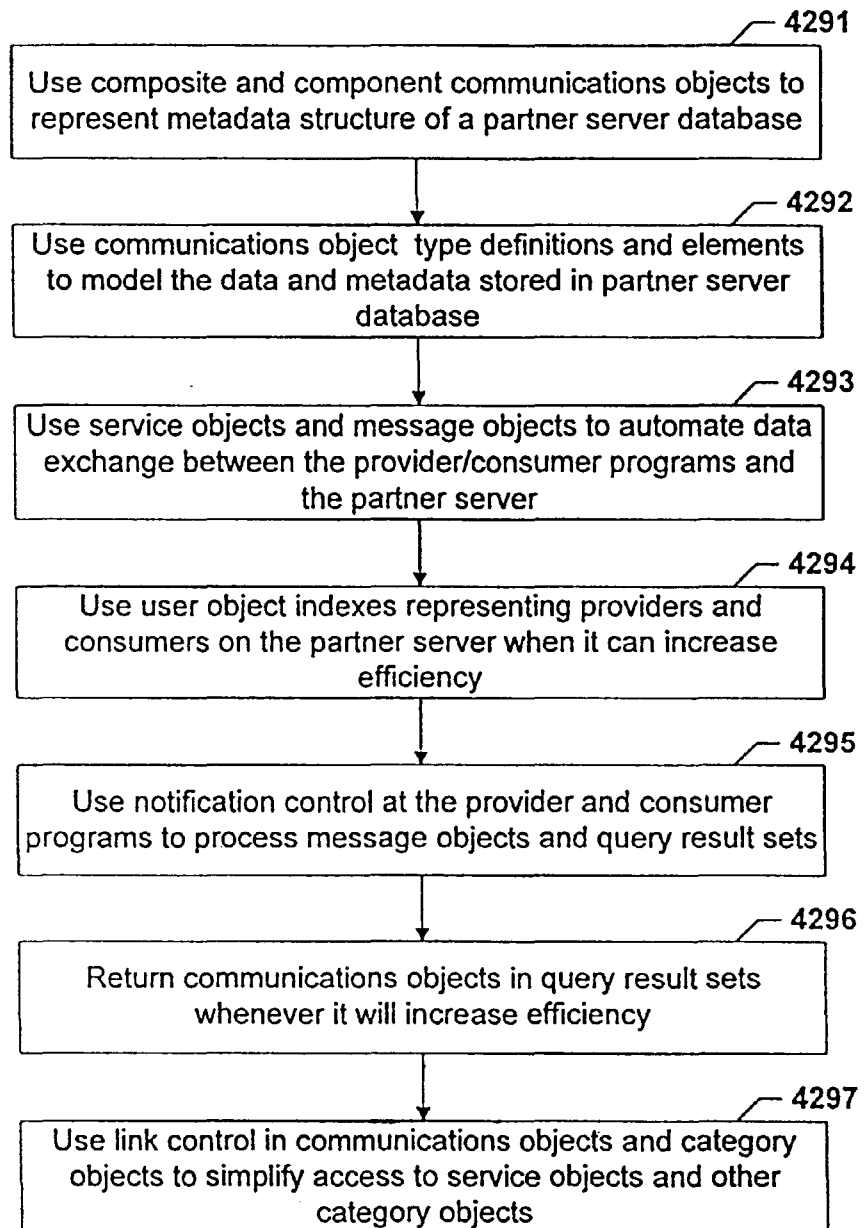 4291
Use composite and component communications objects to
represent metadata structure of a partner server database
4292
Use communications object type definitions and elements
to model the data and metadata stored in partner server
database
4293
Use service objects and message objects to automate data
exchange between the provider/consumer programs and
the partner server
4294
Use user object indexes representing providers and
consumers on the partner server when it can increase
efficiency
4295
Use notification control at the provider and consumer
programs to process message objects and query result sets
4296
Return communications objects in query result sets
whenever it will increase efficiency
4297
Use link control in communications objects and category
objects to simplify access to service objects and other
category objects